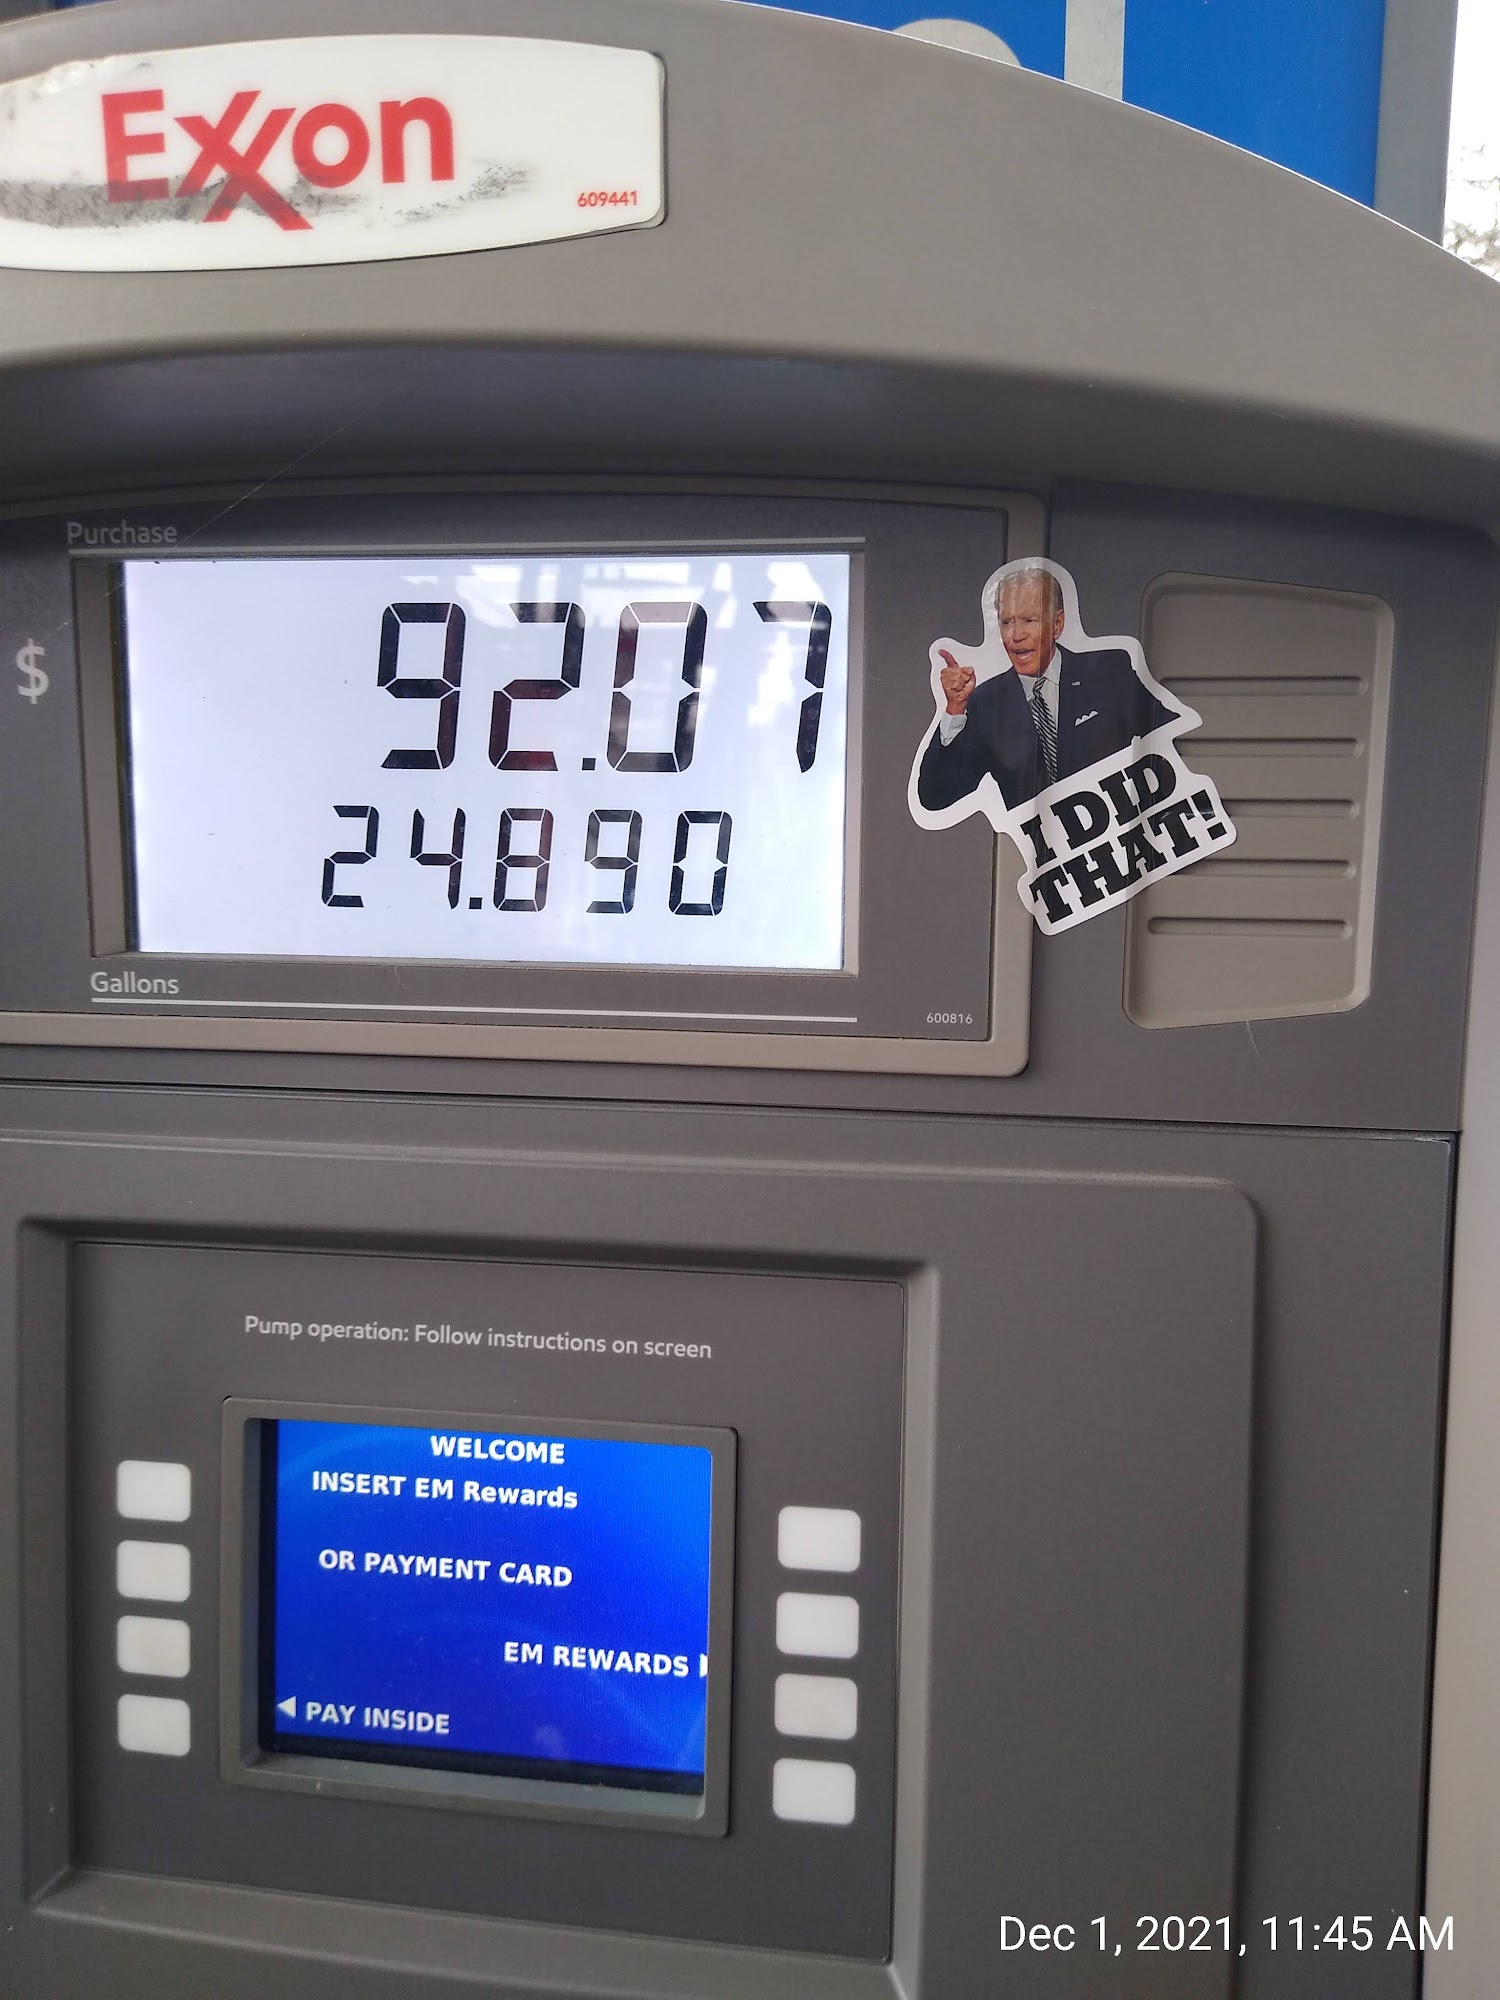 Exxon
609441
Purchase
$
92.07
24.890
Gallons
600816
I DID
THAT!
Pump operation: Follow instructions on screen
WELCOME
INSERT EM Rewards
OR PAYMENT CARD
EM REWARDS
PAY INSIDE
Dec 1, 2021, 11:45 AM